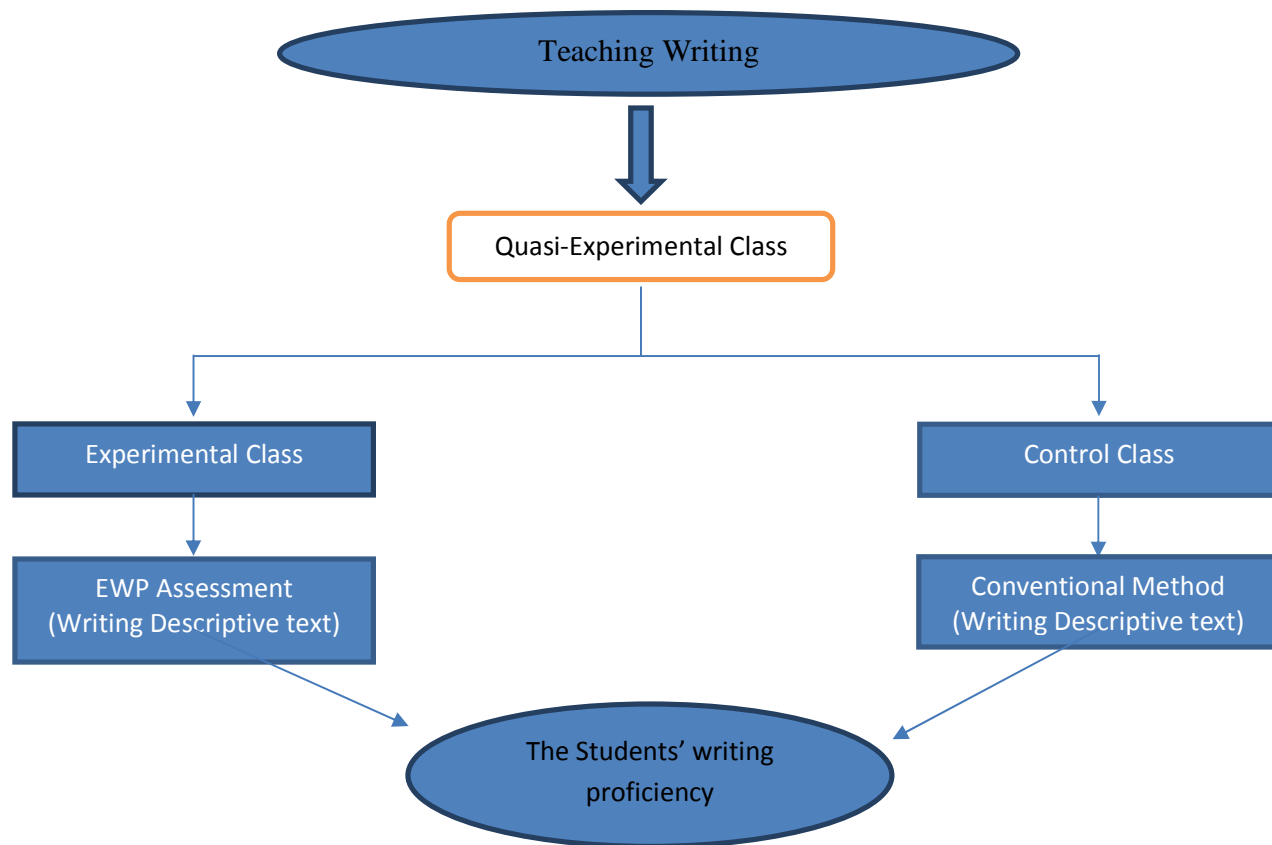 Teaching Writing
Quasi-Experimental Class
Experimental Class
Control Class
EWP Assessment
(Writing Descriptive text)
Conventional Method
(Writing Descriptive text)
The Students’ writing
proficiency